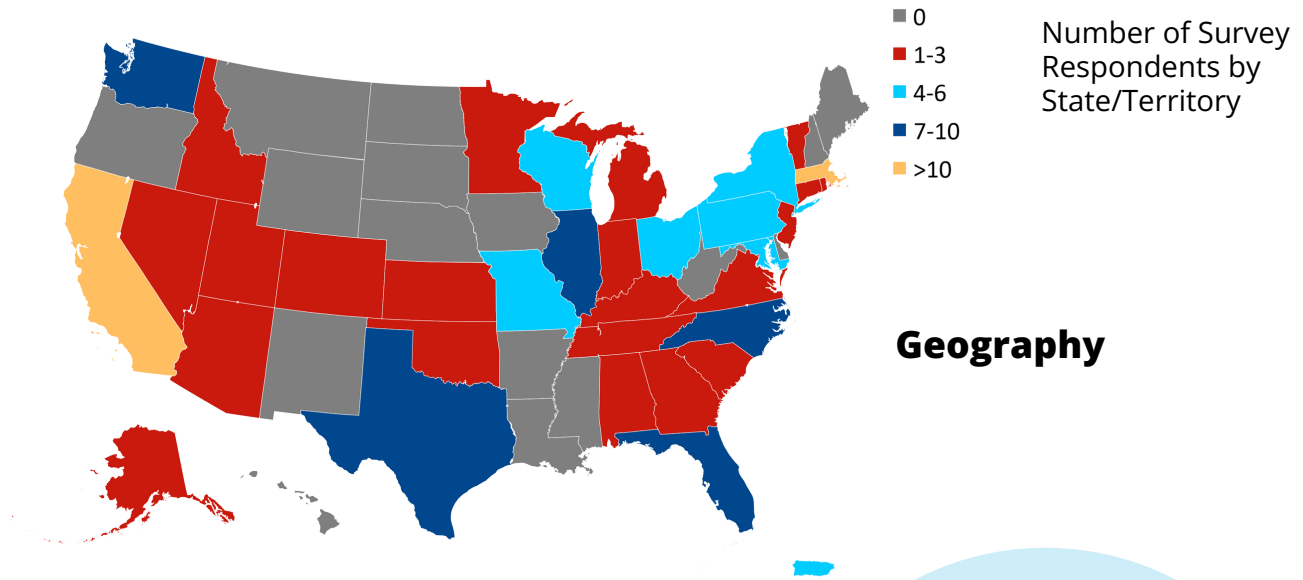 0
1-3
4-6
7-10
>10
Number of Survey
Respondents by
State/Territory
Geography